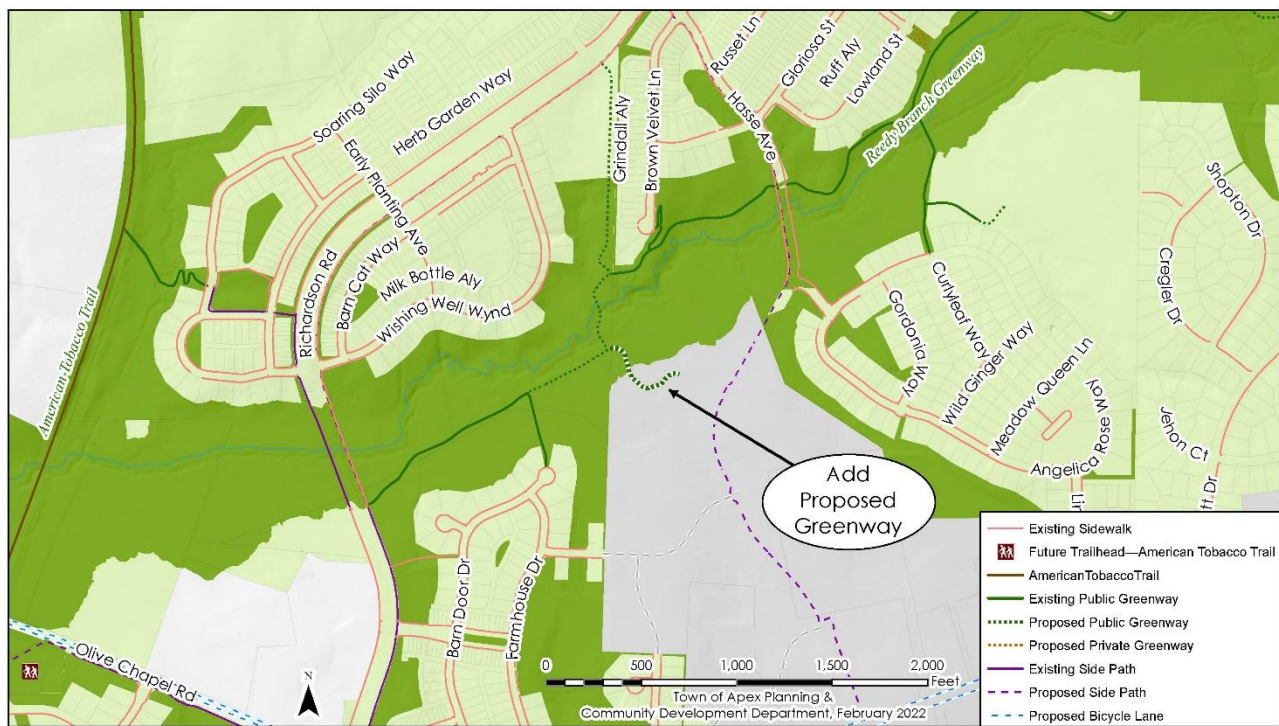 Soaring Silo Way
Herb Garden Way
Early Planting Ave
Grindall Aly
Brown Velvet Ln
Russet Ln
Hasse Ave
Gloriosa St
Ruff Aly
Lowland St
Reedy Branch Greenway
Shopton Dr
Cregler Dr
American Tobacco Trail
Richardson Rd
Barn Cat Way
Milk Bottle Aly
Wishing Well Wynd
Curlyleaf Way
Gordonia Way
Wild Ginger Way
Meadow Queen Ln
Angelica Rose Way
Jerion Ct
Add
Proposed
Greenway
Barn Door Dr
Farmhouse Dr
Olive Chapel Rd
N
0 500 1,000 1,500 2,000
Feet
Town of Apex Planning &
Community Development Department, February 2022
Existing Sidewalk
Future Trailhead—American Tobacco Trail
AmericanTobaccoTrail
Existing Public Greenway
Proposed Public Greenway
Proposed Private Greenway
Existing Side Path
Proposed Side Path
Proposed Bicycle Lane